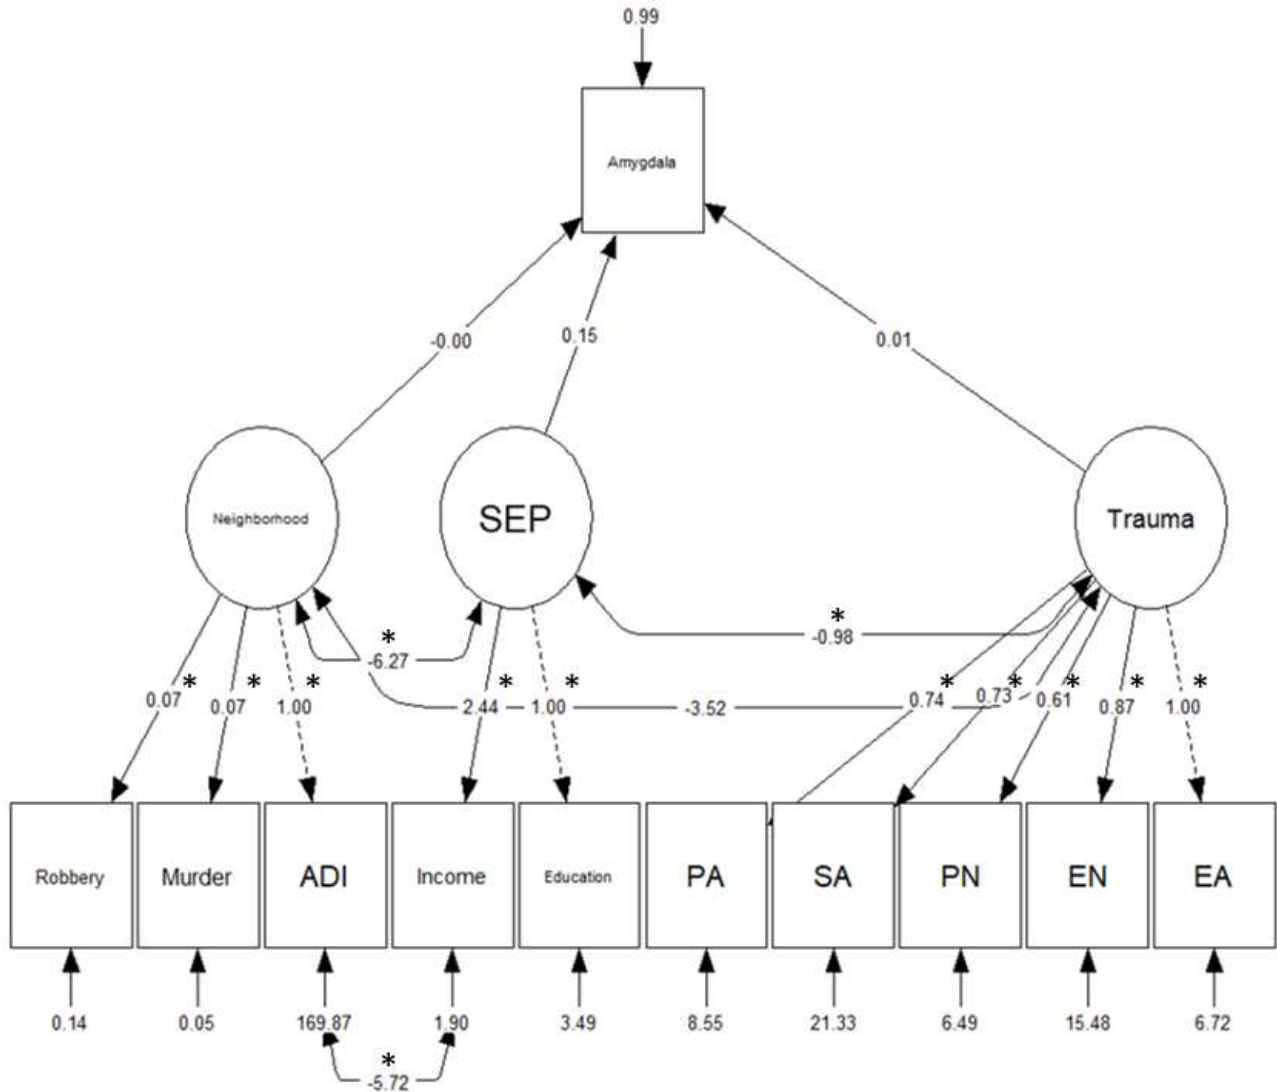 0.99
Amygdala
-0.00
0.15
0.01
Neighborhood
SEP
Trauma
*
-0.98
*
-6.27
0.07 *
0.07 *
1.00 *
2.44 *
1.00 *
-3.52
0.74 *
0.73 *
0.61 *
0.87 *
1.00 *
Robbery
Murder
ADI
Income
Education
PA
SA
PN
EN
EA
0.14
0.05
169.87
1.90
3.49
8.55
21.33
6.49
15.48
6.72
*
-5.72